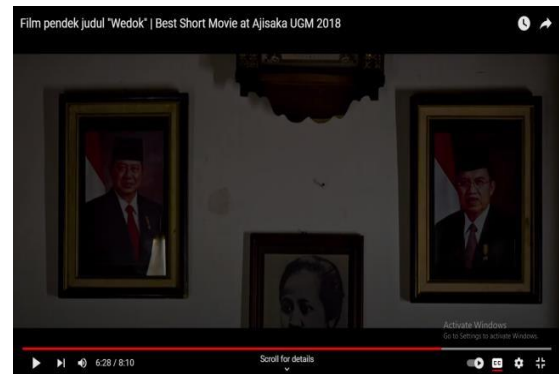 Film pendek judul "Wedok" | Best Short Movie at Ajisaka UGM 2018
Activate Windows
Go to Settings to activate Windows.
6:28 / 8:10
Scroll for details
CC